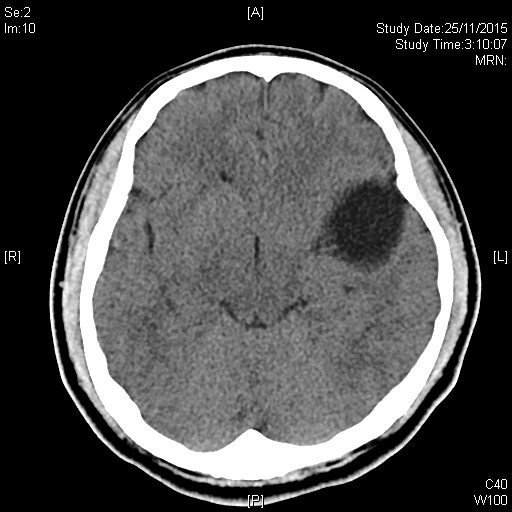 Se:2
Im:10
[A]
Study Date:25/11/2015
Study Time:3:10:07
MRN:
[R]
[L]
[P]
C40
W100